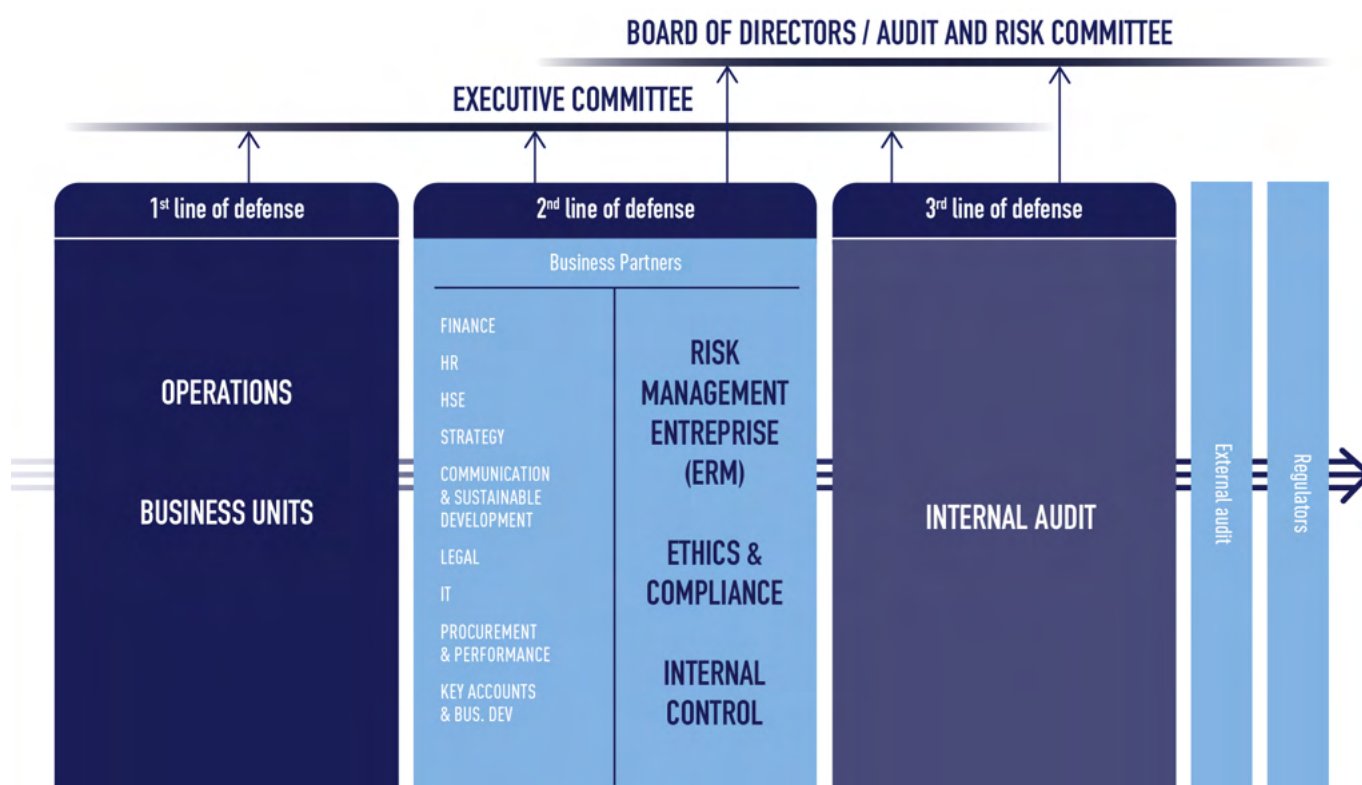 BOARD OF DIRECTORS / AUDIT AND RISK COMMITTEE
EXECUTIVE COMMITTEE
1st line of defense
OPERATIONS
BUSINESS UNITS
2nd line of defense
Business Partners
FINANCE
HR
HSE
STRATEGY
COMMUNICATION
& SUSTAINABLE
DEVELOPMENT
LEGAL
IT
PROCUREMENT
& PERFORMANCE
KEY ACCOUNTS
& BUS. DEV
RISK
MANAGEMENT
ENTREPRISE
(ERM)
ETHICS &
COMPLIANCE
INTERNAL
CONTROL
3rd line of defense
INTERNAL AUDIT
External audit
Regulators